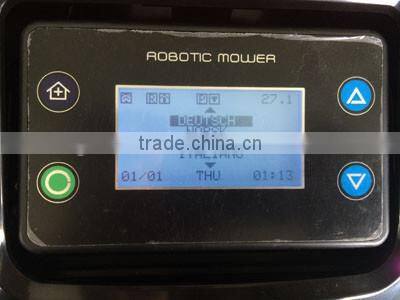 ROBOTIC MOWER
27.1
DEUTSCH
NORSK
trade.china.cn
ITALIANO
01/01 THU 01:13